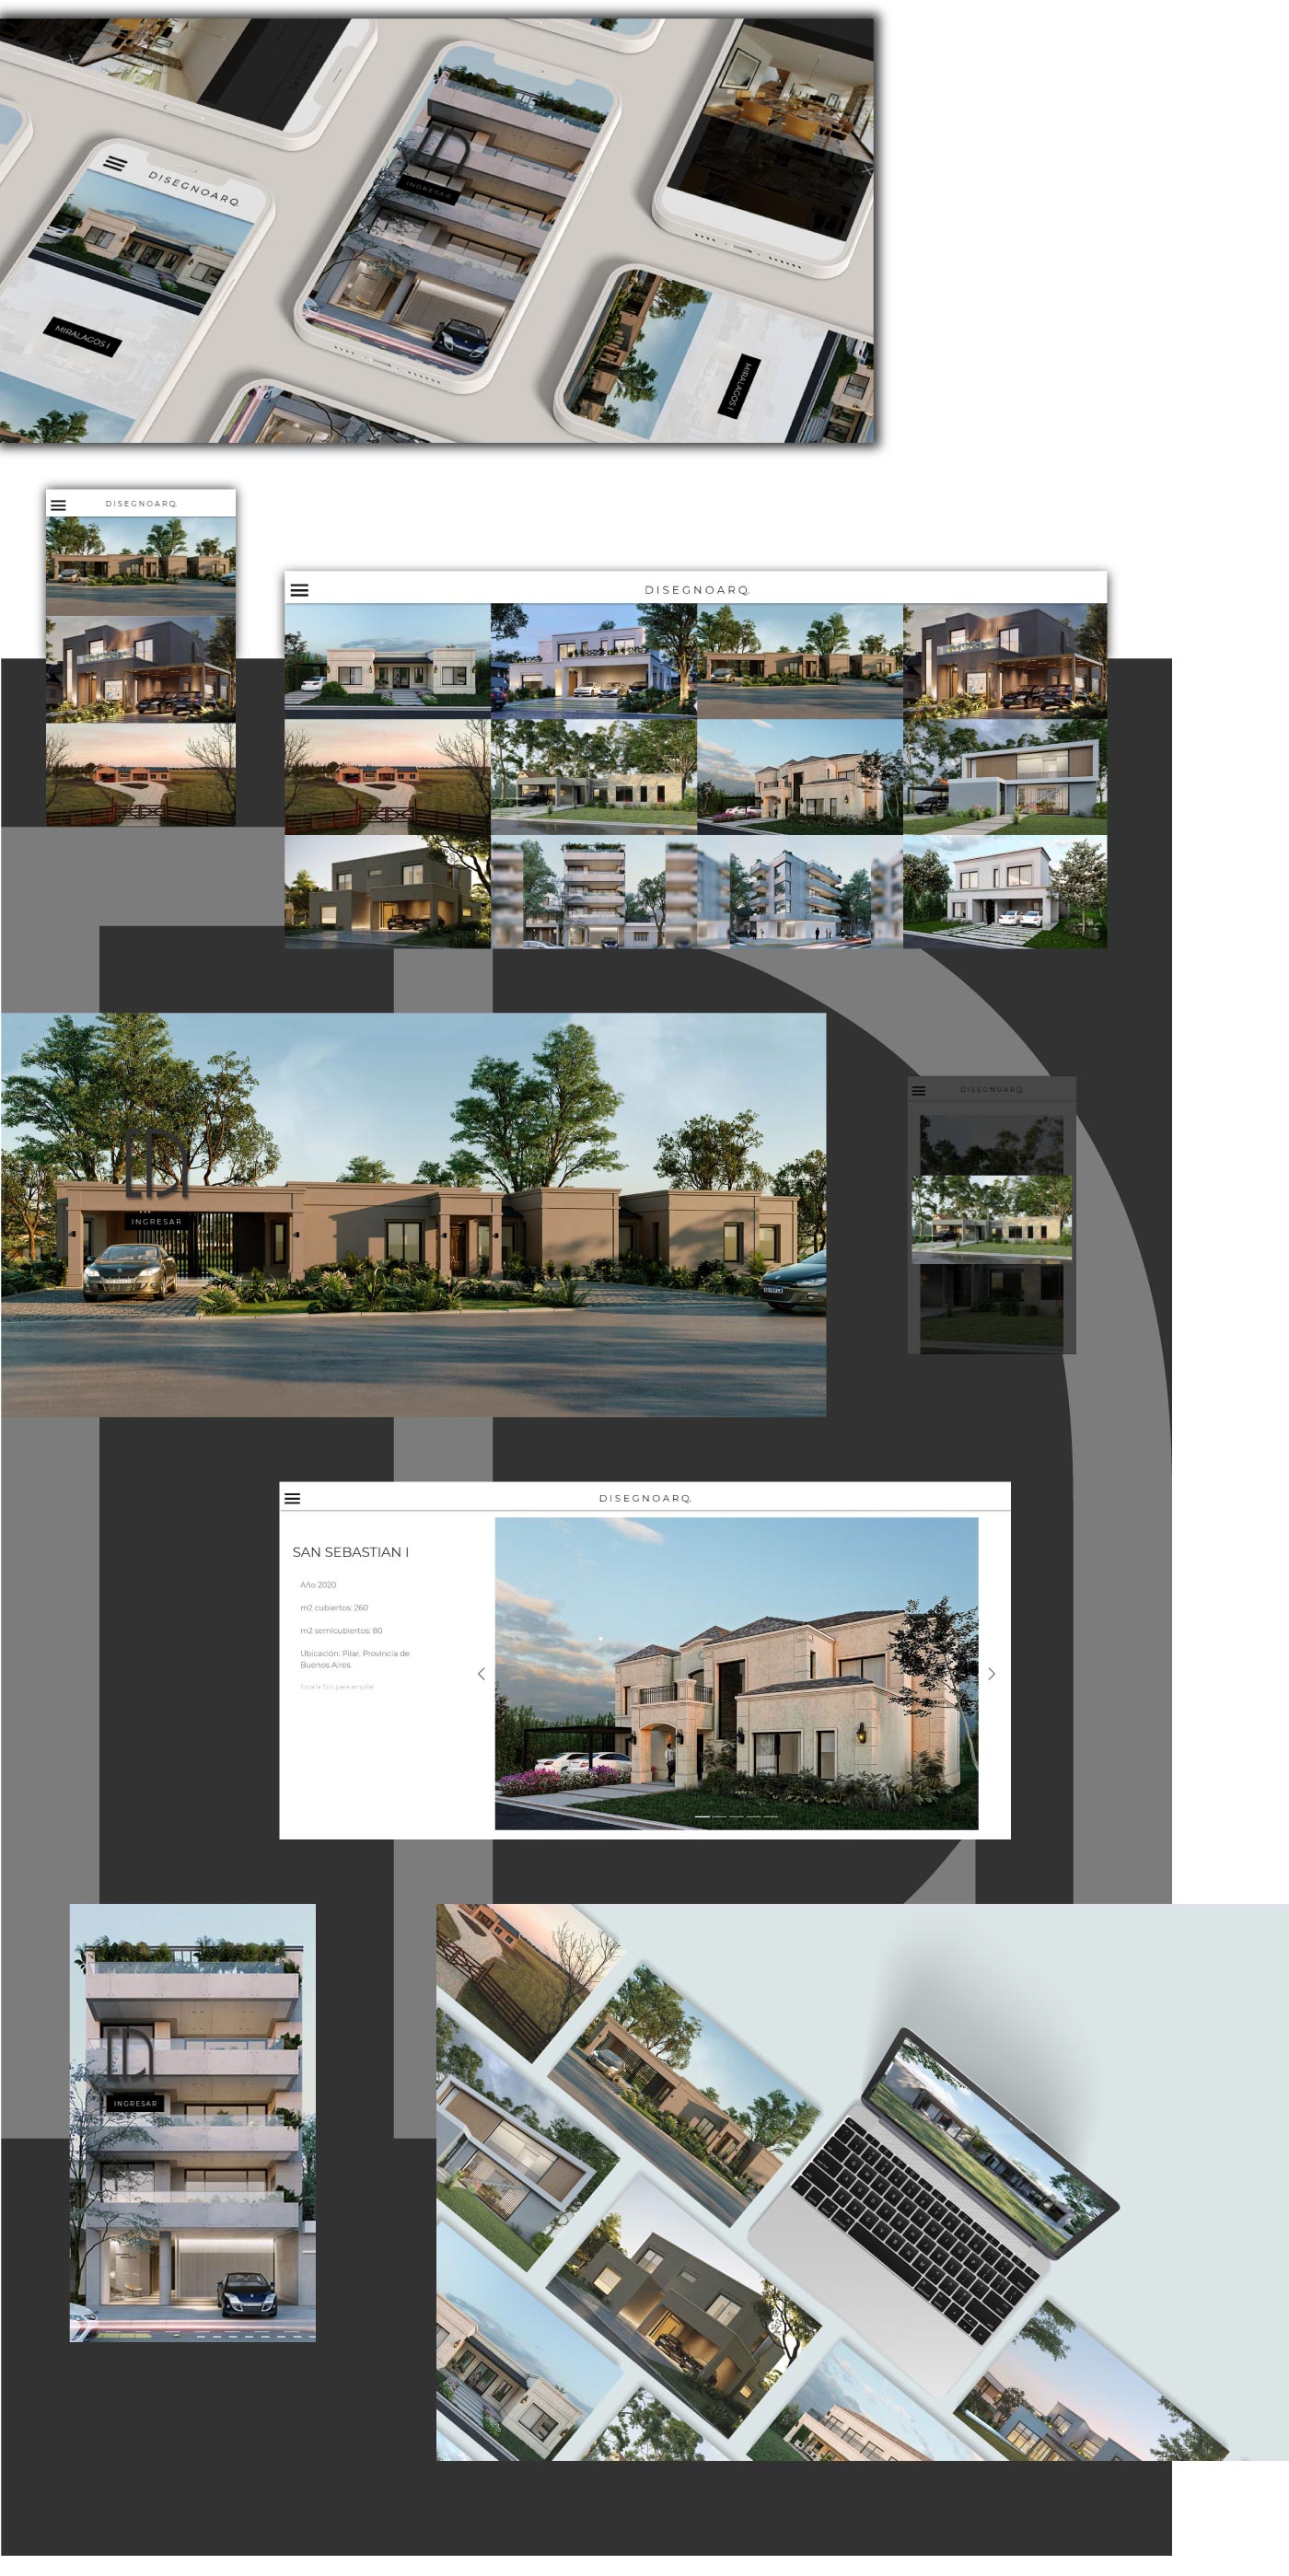 DISEGNOARQ.
INGRESAR
MIRALAGOS I
MIRALAGOS I
DISEGNOARQ.
DISEGNOARQ.
INGRESAR
DISEGNOARQ.
DISEGNOARQ.
SAN SEBASTIAN I
Año 2020
m2 cubiertos: 260
m2 semicubiertos: 80
Ubicación: Pilar, Provincia de
Buenos Aires.
INGRESAR